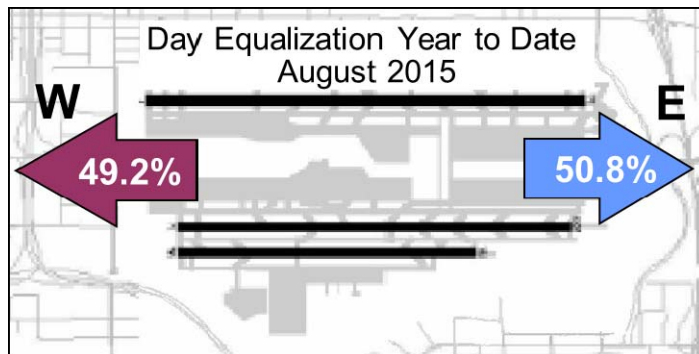 Day Equalization Year to Date
August 2015
W
E
49.2%
50.8%